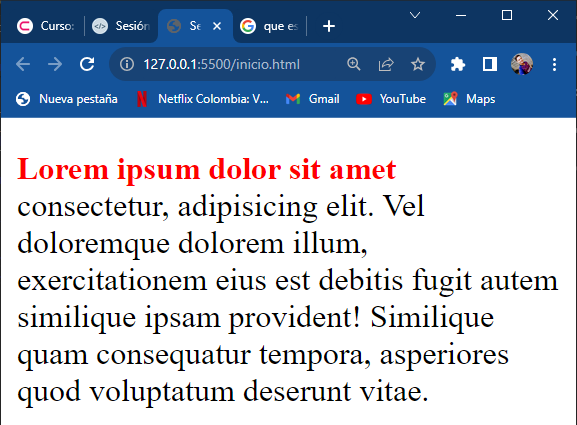 Curso:
Sesión
Se
que es
127.0.0.1:5500/inicio.html
Nueva pestaña
Netflix Colombia: V...
Gmail
YouTube
Maps
Lorem ipsum dolor sit amet
consectetur, adipisicing elit. Vel
doloremque dolorem illum,
exercitationem eius est debitis fugit autem
similique ipsam provident! Similique
quam consequatur tempora, asperiores
quod voluptatum deserunt vitae.